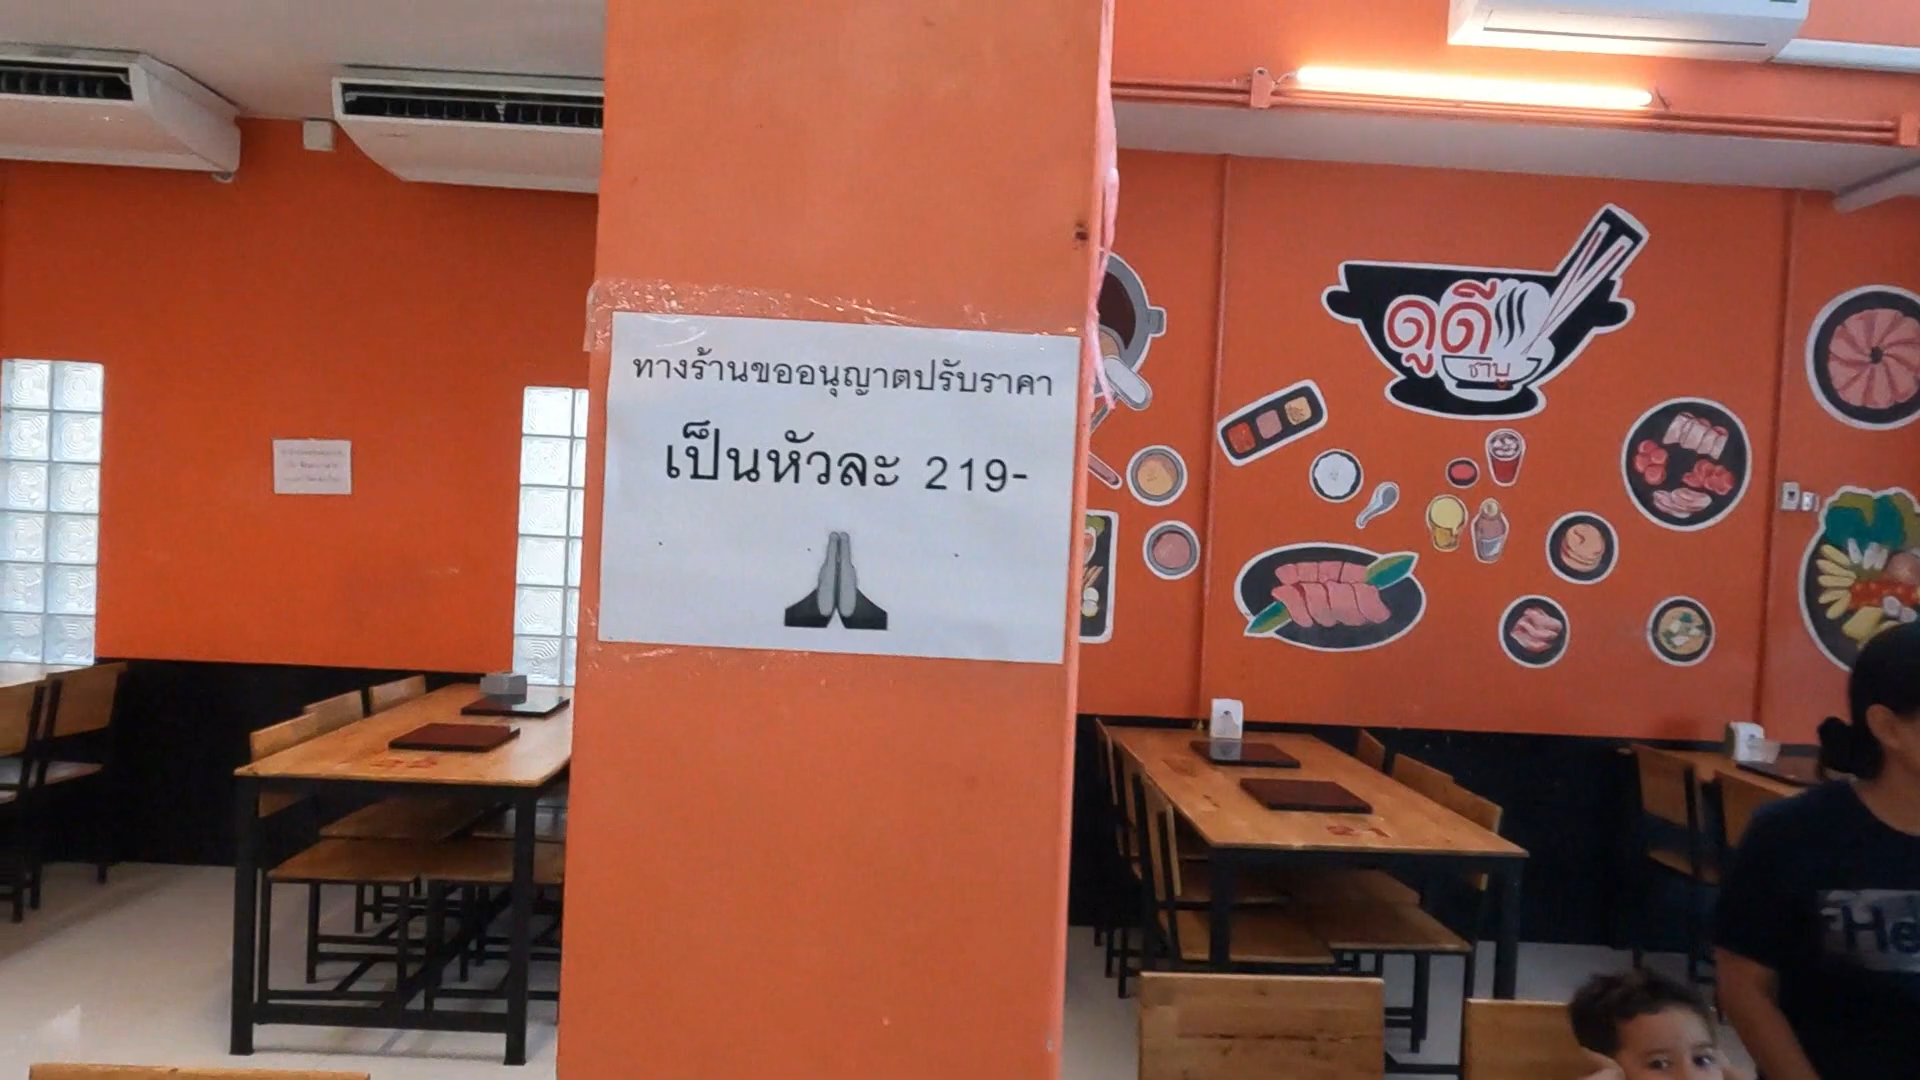 ทางร้านขออนุญาตปรับราคา
เป็นหัวละ 219-
ดูดี
ชาบู
He